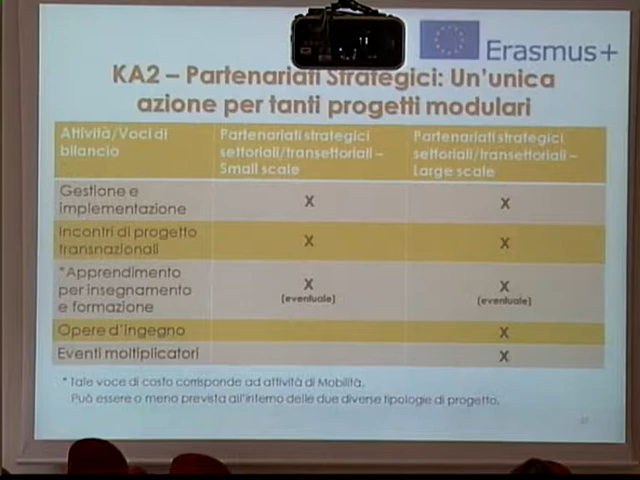 Erasmus+
KA2 – Partenariati Strategici: Un'unica
azione per tanti progetti modulari
Attività/Voci di
bilancio
Partenariati strategici
settoriali/transettoriali –
Small scale
Partenariati strategici
settoriali/transettoriali –
Large scale
Gestione e
implementazione
X
X
Incontri di progetto
transnazionali
X
X
*Apprendimento
per insegnamento
e formazione
X
(eventuale)
X
(eventuale)
Opere d'ingegno
X
Eventi moltiplicatori
X
* Tale voce di costo corrisponde ad attività di Mobilità.
Può essere o meno prevista all'interno delle due diverse tipologie di progetto.